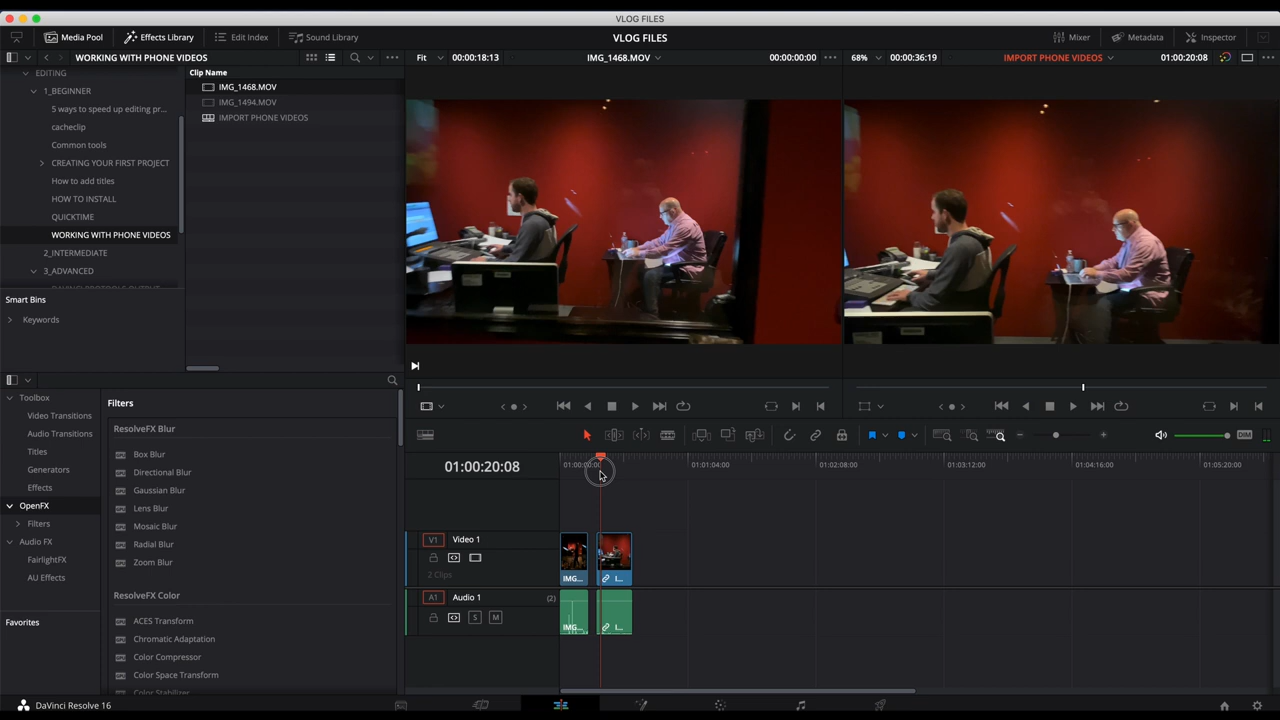 VLOG FILES
Media Pool
Effects Library
Edit Index
Sound Library
VLOG FILES
Mixer
Metadata
Inspector
WORKING WITH PHONE VIDEOS
Fit
00:00:18:13
IMG_1468.MOV
00:00:00:00
68%
00:00:36:19
IMPORT PHONE VIDEOS
01:00:20:08
EDITING
1_BEGINNER
5 ways to speed up editing pr...
cacheclip
Common tools
CREATING YOUR FIRST PROJECT
How to add titles
HOW TO INSTALL
QUICKTIME
WORKING WITH PHONE VIDEOS
2_INTERMEDIATE
3_ADVANCED
Clip Name
IMG_1468.MOV
IMG_1494.MOV
IMPORT PHONE VIDEOS
Smart Bins
Keywords
Toolbox
Video Transitions
Audio Transitions
Titles
Generators
Effects
OpenFX
Filters
Audio FX
FairlightFX
AU Effects
Favorites
Filters
ResolveFX Blur
Box Blur
Directional Blur
Gaussian Blur
Lens Blur
Mosaic Blur
Radial Blur
Zoom Blur
ResolveFX Color
ACES Transform
Chromatic Adaptation
Color Compressor
Color Space Transform
Color Stabilizer
DIM
01:00:20:08
01:00:00:00
01:01:04:00
01:02:08:00
01:03:12:00
01:04:16:00
01:05:20:00
V1
Video 1
2 Clips
IMG...
I...
A1
Audio 1
(2)
S
M
IMG...
I...
DaVinci Resolve 16